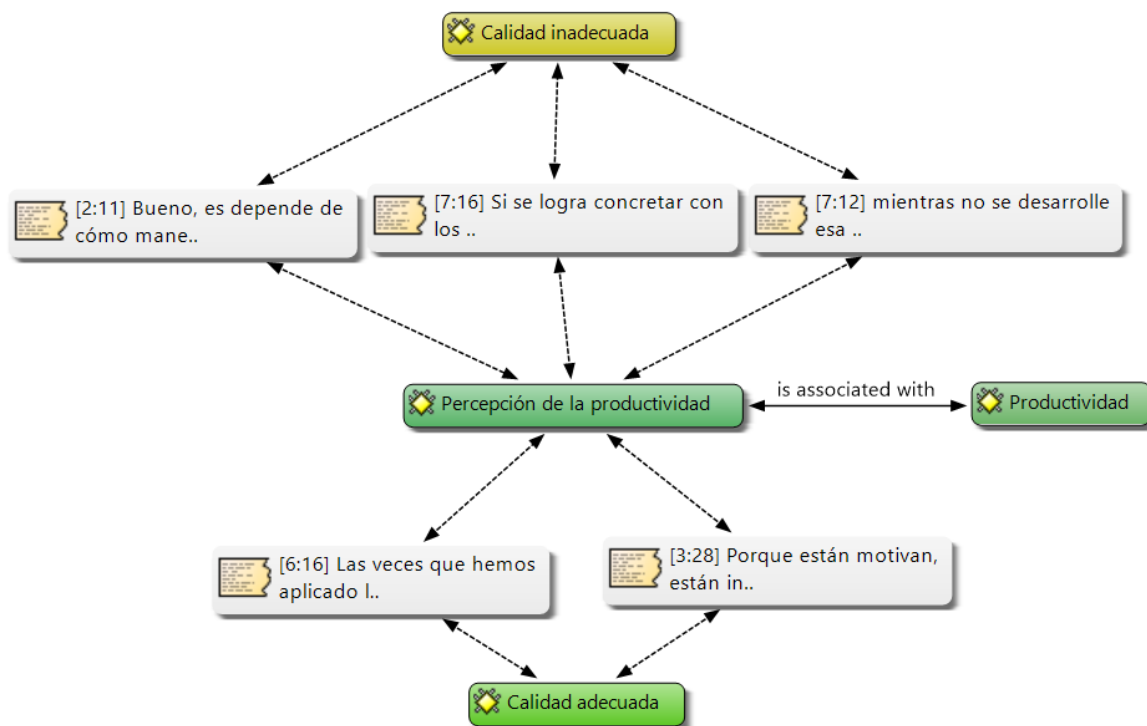 Calidad inadecuada
[2:11] Bueno, es depende de
cómo mane..
[7:16] Si se logra concretar con
los ..
[7:12] mientras no se desarrolle
esa ..
Percepción de la productividad
is associated with
Productividad
[6:16] Las veces que hemos
aplicado l..
[3:28] Porque están motivan,
están in..
Calidad adecuada